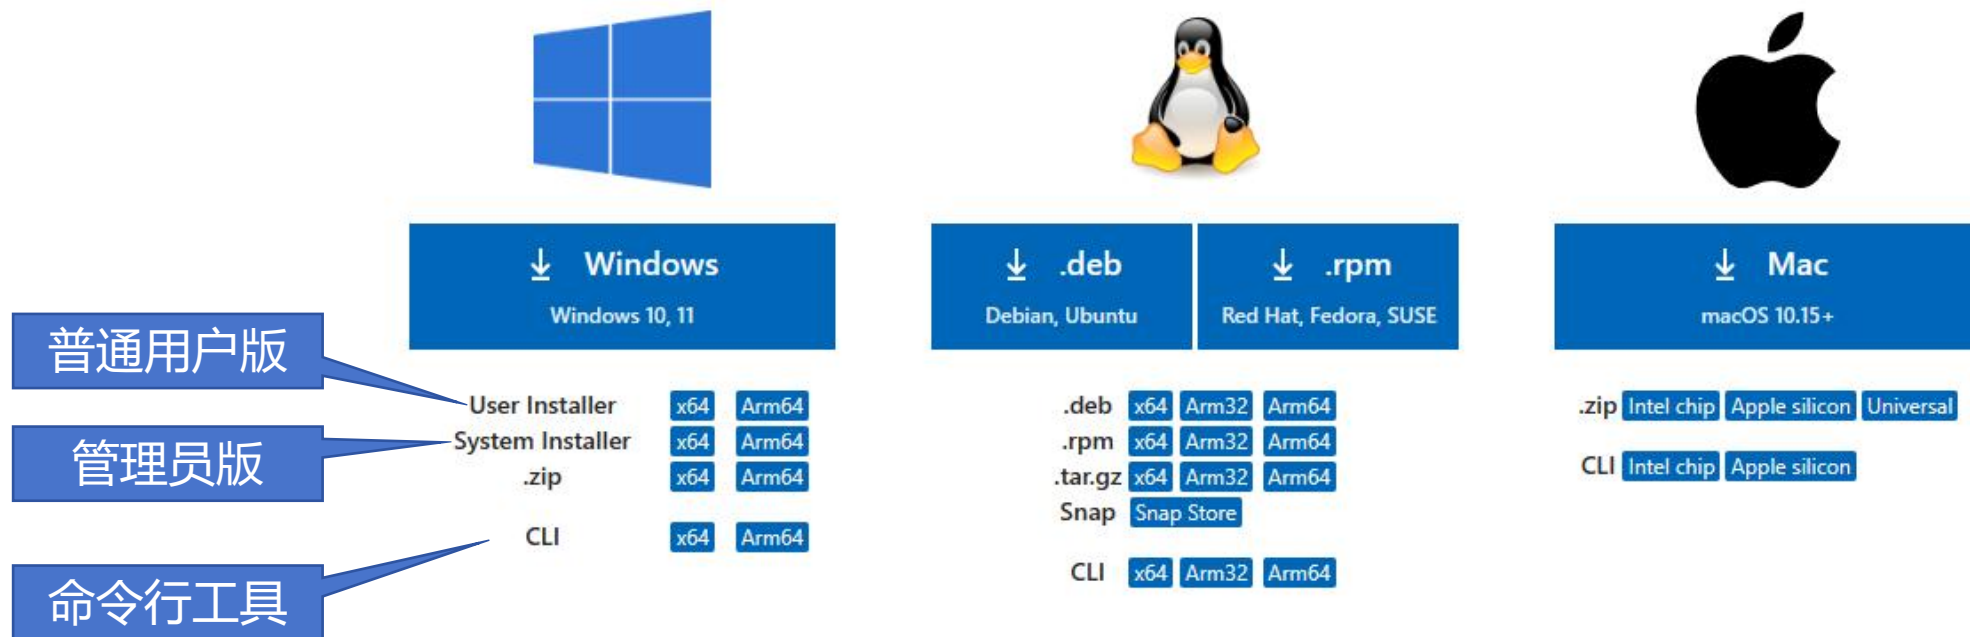 Windows
Windows 10, 11
.deb
Debian, Ubuntu
.rpm
Red Hat, Fedora, SUSE
Mac
macOS 10.15+
普通用户版
管理员版
命令行工具
User Installer x64 Arm64
System Installer x64 Arm64
.zip x64 Arm64
CLI x64 Arm64
.deb x64 Arm32 Arm64
.rpm x64 Arm32 Arm64
.tar.gz x64 Arm32 Arm64
Snap Snap Store
CLI x64 Arm32 Arm64
.zip Intel chip Apple silicon Universal
CLI Intel chip Apple silicon